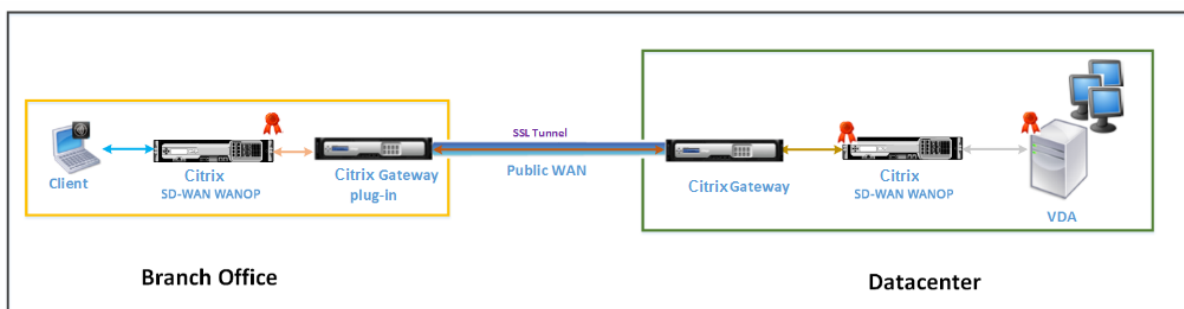 SSL Tunnel
Public WAN
Client
Citrix
SD-WAN WANOP
Citrix Gateway
plug-in
Citrix Gateway
Citrix
SD-WAN WANOP
VDA
Branch Office
Datacenter